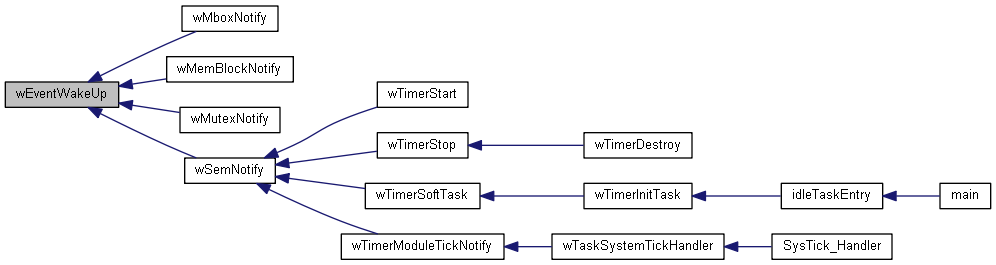 wMboxNotify
wMemBlockNotify
wEventWakeUp
wMutexNotify
wSemNotify
wTimerStart
wTimerStop
wTimerDestroy
wTimerSoftTask
wTimerInitTask
idleTaskEntry
main
wTimerModuleTickNotify
wTaskSystemTickHandler
SysTick_Handler